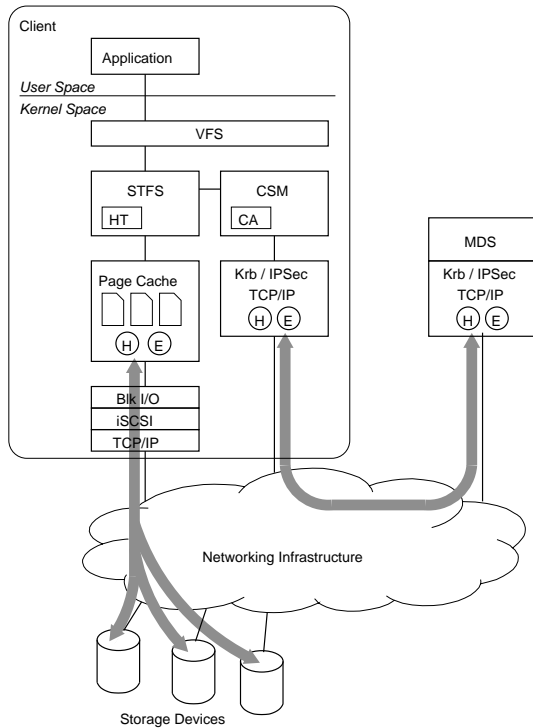 Client
Application
User Space
Kernel Space
VFS
STFS
CSM
HT
CA
MDS
Page Cache
Krb / IPSec
TCP/IP
Krb / IPSec
TCP/IP
H
E
H
E
H
E
Blk I/O
iSCSI
TCP/IP
Networking Infrastructure
Storage Devices